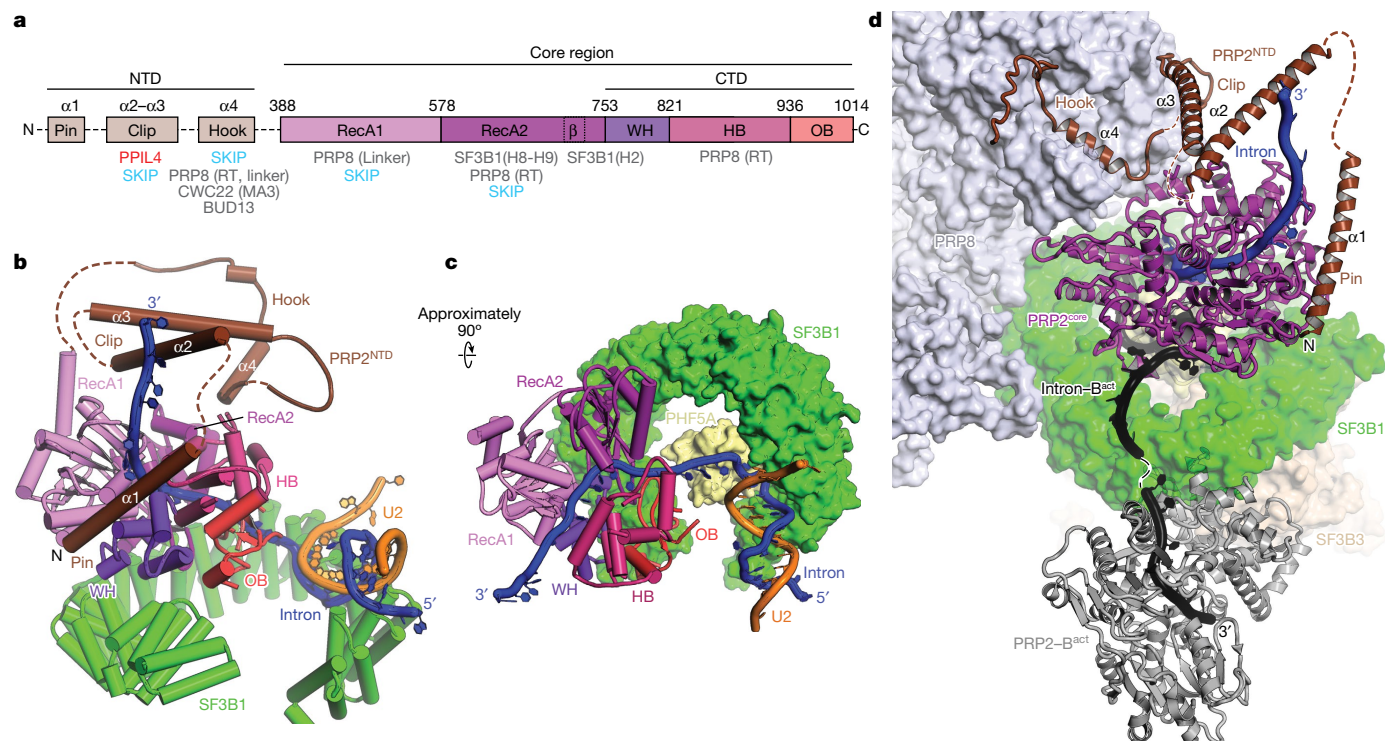 a
Core region
NTD
CTD
α1
α2–α3
α4
388
578
753
821
936
1014
N
Pin
Clip
Hook
RecA1
RecA2
β
WH
HB
OB
C
PPIL4
SKIP
SKIP
PRP8 (RT, linker)
CWC22 (MA3)
BUD13
PRP8 (Linker)
SKIP
SF3B1(H8-H9)
PRP8 (RT)
SKIP
SF3B1(H2)
PRP8 (RT)
b
Hook
3′
α3
Clip
α2
PRP2NTD
α4
RecA1
RecA2
α1
HB
U2
N
Pin
WH
OB
Intron
5′
SF3B1
c
Approximately
90º
SF3B1
RecA2
PHF5A
RecA1
OB
Intron
3′
WH
HB
5′
U2
d
PRP2NTD
Clip
α3
3′
Hook
α2
α4
Intron
PRP8
α1
Pin
PRP2core
N
Intron–Bact
SF3B1
SF3B3
3′
PRP2–Bact